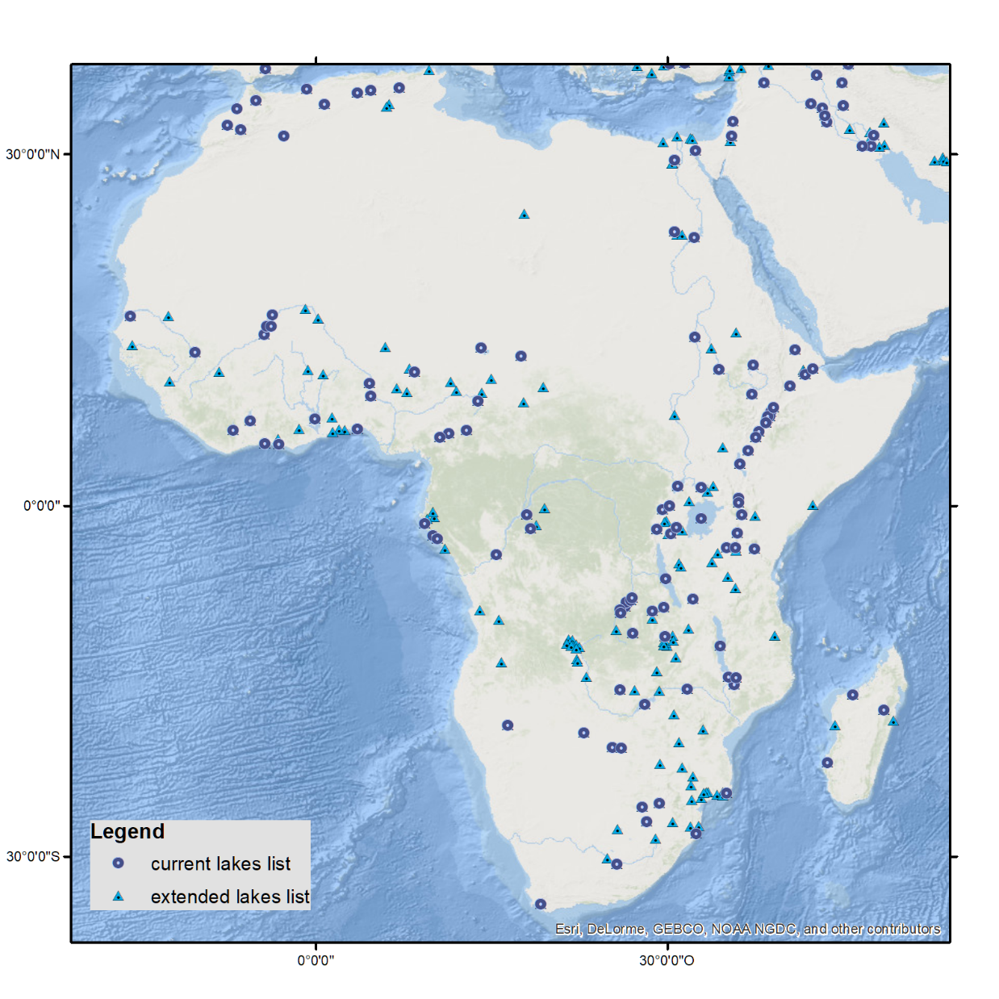 30°0'0"N
0°0'0"
30°0'0"S
Legend
current lakes list
extended lakes list
Esri, DeLorme, GEBCO, NOAA NGDC, and other contributors
0°0'0"
30°0'0"O